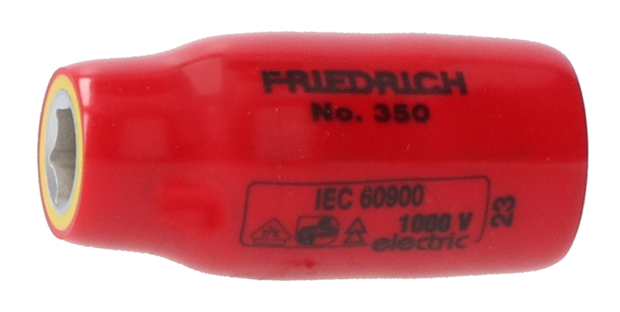 FRIEDRICH
No. 350
IEC 60900
1000 V
electric
23